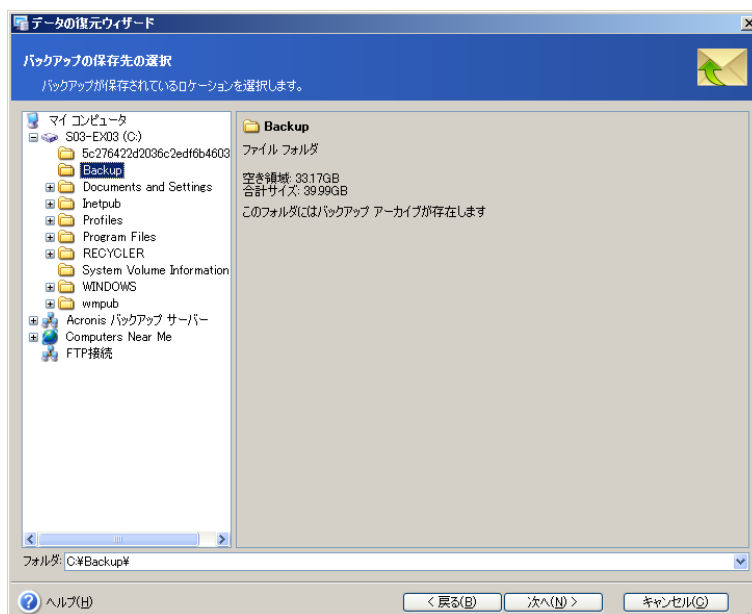 データの復元ウィザード
バックアップの保存先の選択
バックアップが保存されているロケーションを選択します。
マイ コンピュータ
S03-EX03 (C:)
5c276422d2036c2edf6b4603
Backup
Documents and Settings
Inetpub
Profiles
Program Files
RECYCLER
System Volume Information
WINDOWS
wmpub
Acronis バックアップ サーバー
Computers Near Me
FTP接続
Backup
ファイル フォルダ
空き領域: 33.17GB
合計サイズ: 39.99GB
このフォルダにはバックアップ アーカイブが存在します
フォルダ: C:¥Backup¥
ヘルプ(H)
< 戻る(B)
次へ(N) >
キャンセル(C)